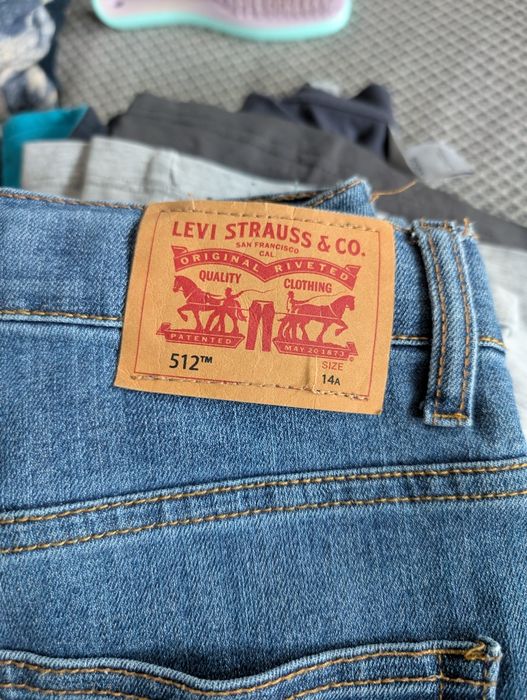 LEVI STRAUSS & CO.
SAN FRANCISCO
CAL.
ORIGINAL RIVETED
QUALITY CLOTHING
PATENTED MAY 20 1873
512™ SIZE
14A